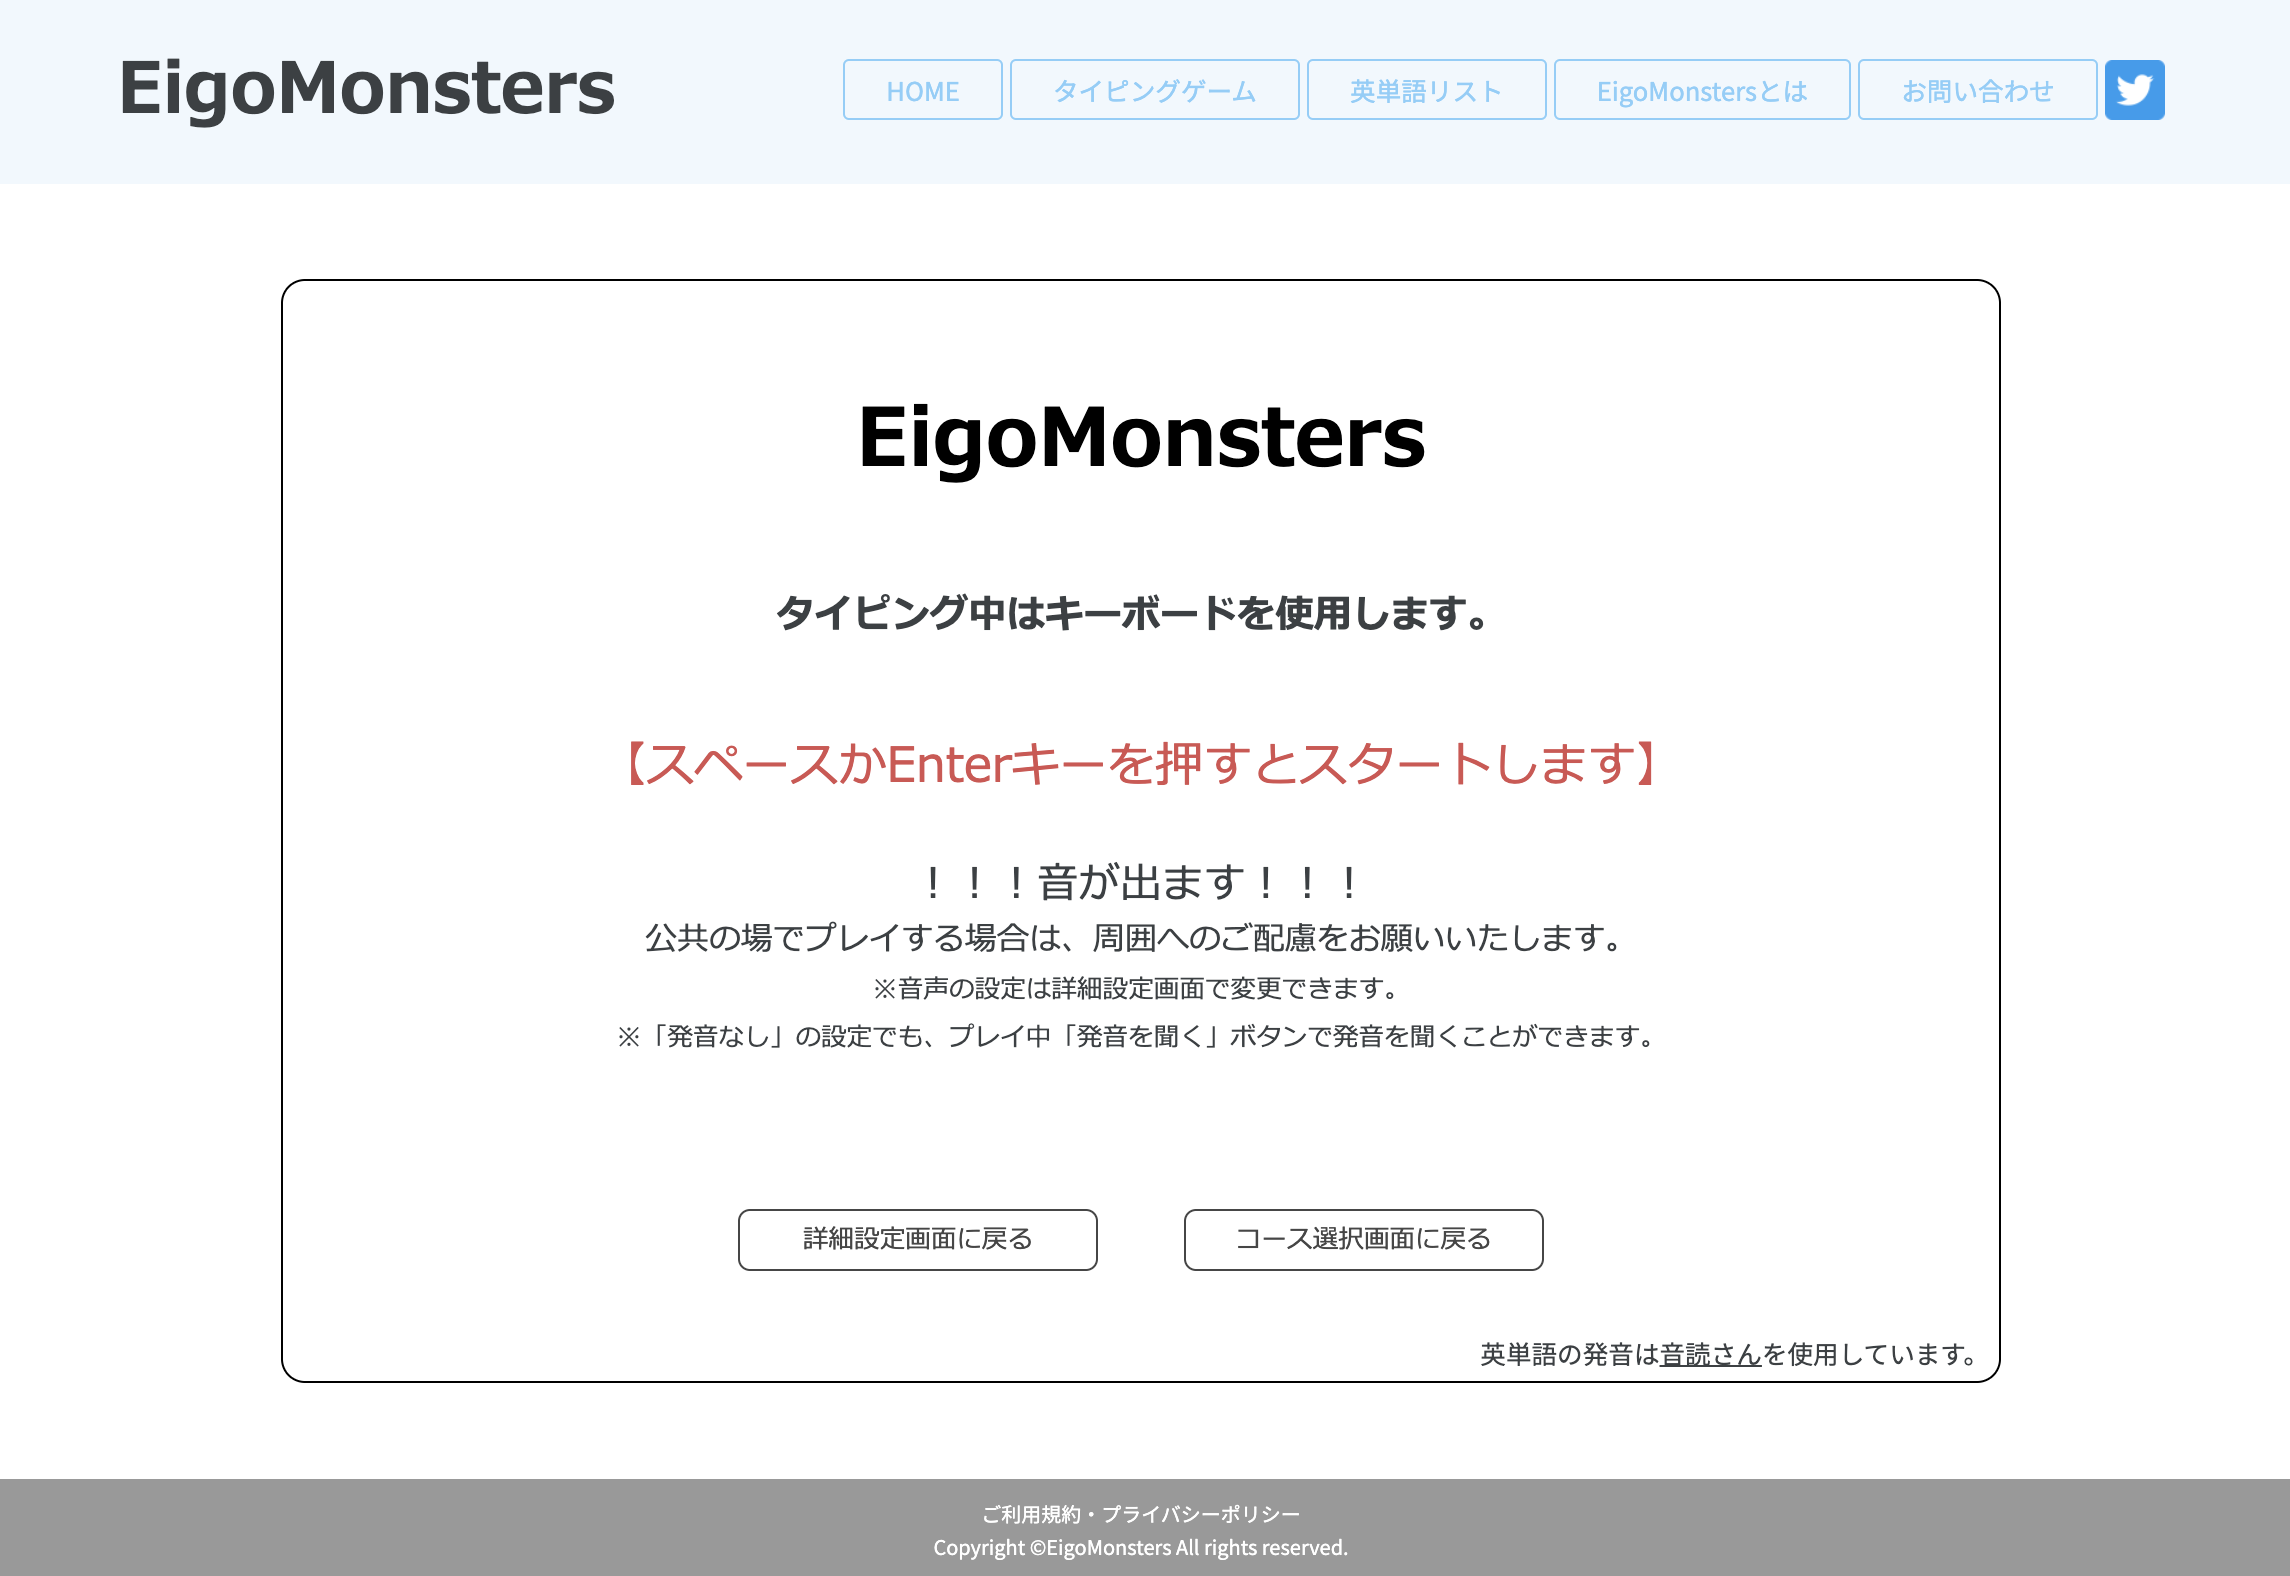 EigoMonsters
HOME
タイピングゲーム
英単語リスト
EigoMonstersとは
お問い合わせ
EigoMonsters
タイピング中はキーボードを使用します。
【スペースかEnterキーを押すとスタートします】
！！！音が出ます！！！
公共の場でプレイする場合は、周囲へのご配慮をお願いいたします。
※音声の設定は詳細設定画面で変更できます。
※「発音なし」の設定でも、プレイ中「発音を聞く」ボタンで発音を聞くことができます。
詳細設定画面に戻る
コース選択画面に戻る
英単語の発音は音読さんを使用しています。
ご利用規約・プライバシーポリシー
Copyright ©EigoMonsters All rights reserved.